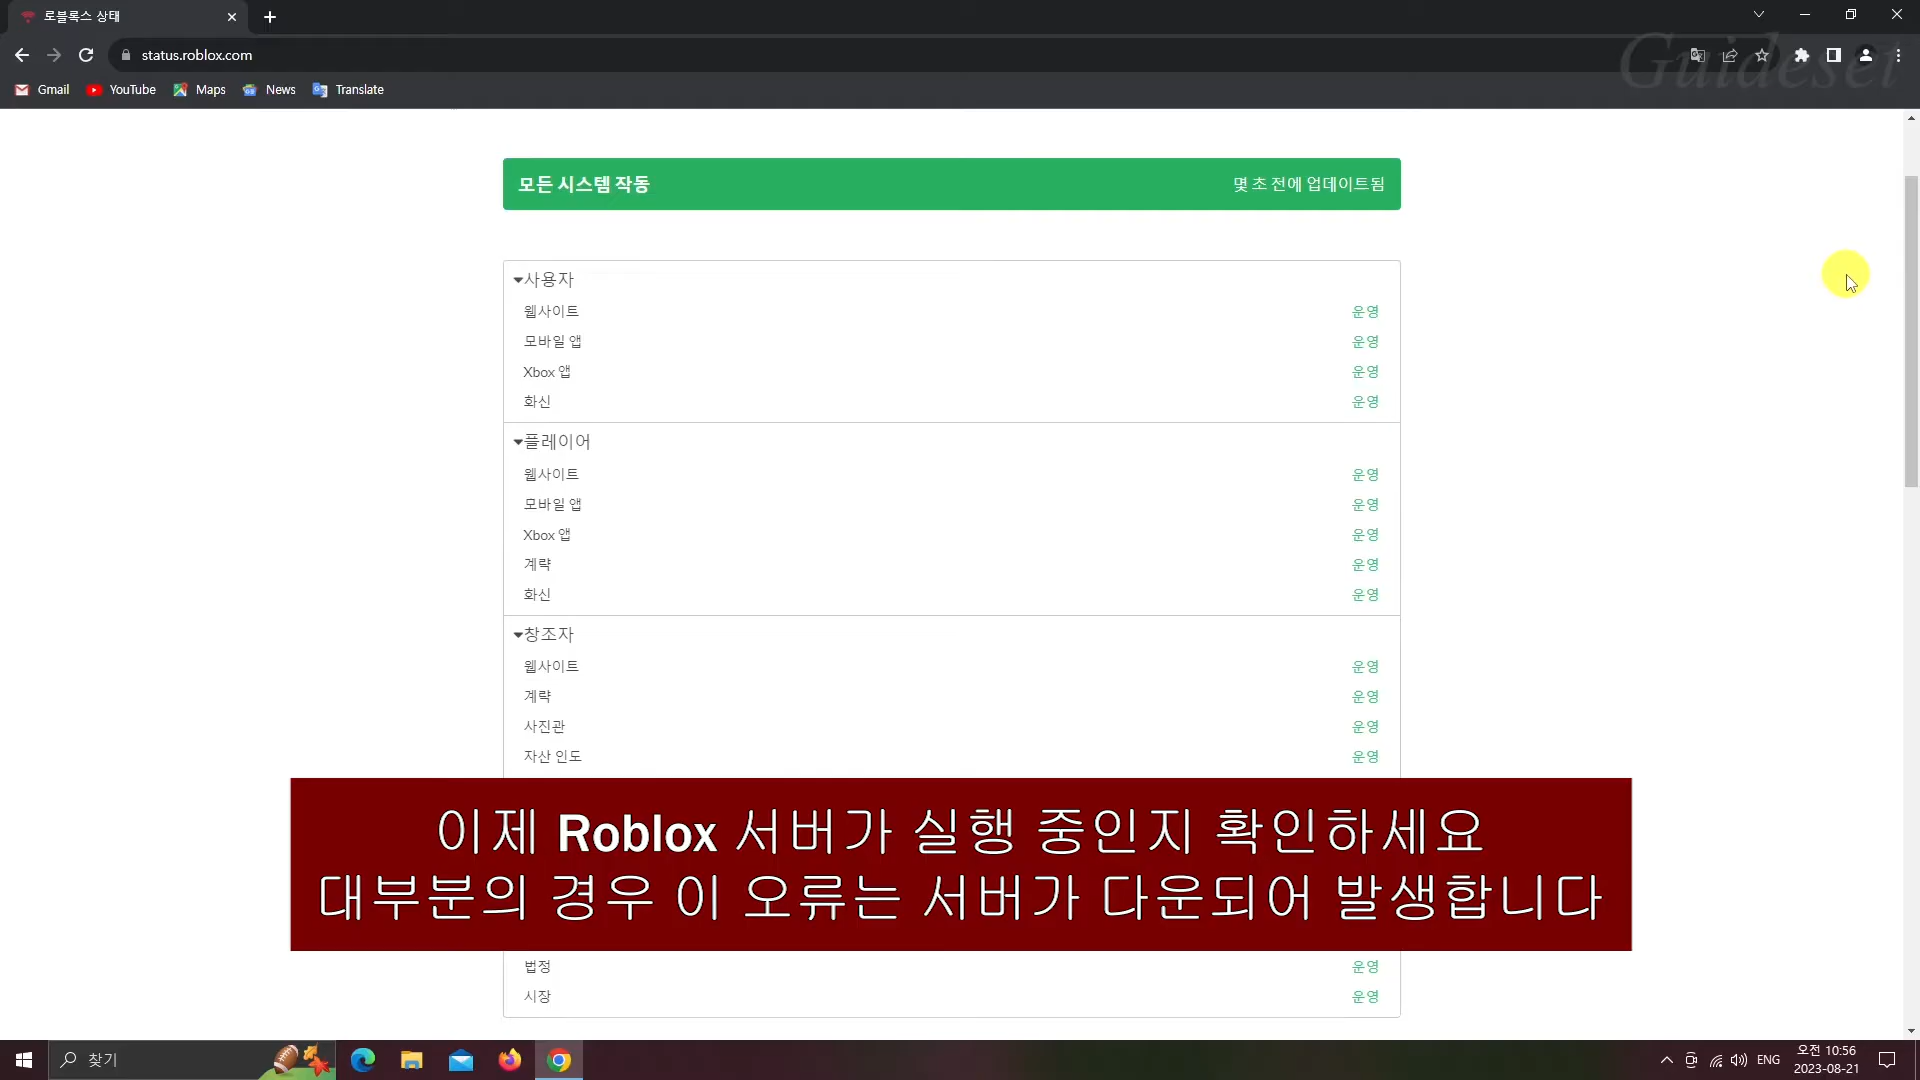 로블록스 상태
status.roblox.com
Guideset
Gmail YouTube Maps News Translate
모든 시스템 작동 몇 초 전에 업데이트됨
사용자
웹사이트 운영
모바일 앱 운영
Xbox 앱 운영
화신 운영
플레이어
웹사이트 운영
모바일 앱 운영
Xbox 앱 운영
계략 운영
화신 운영
창조자
웹사이트 운영
계략 운영
사진관 운영
자산 인도 운영
이제 Roblox 서버가 실행 중인지 확인하세요
대부분의 경우 이 오류는 서버가 다운되어 발생합니다
법정 운영
시장 운영
찾기 ENG 오전 10:56
2023-08-21